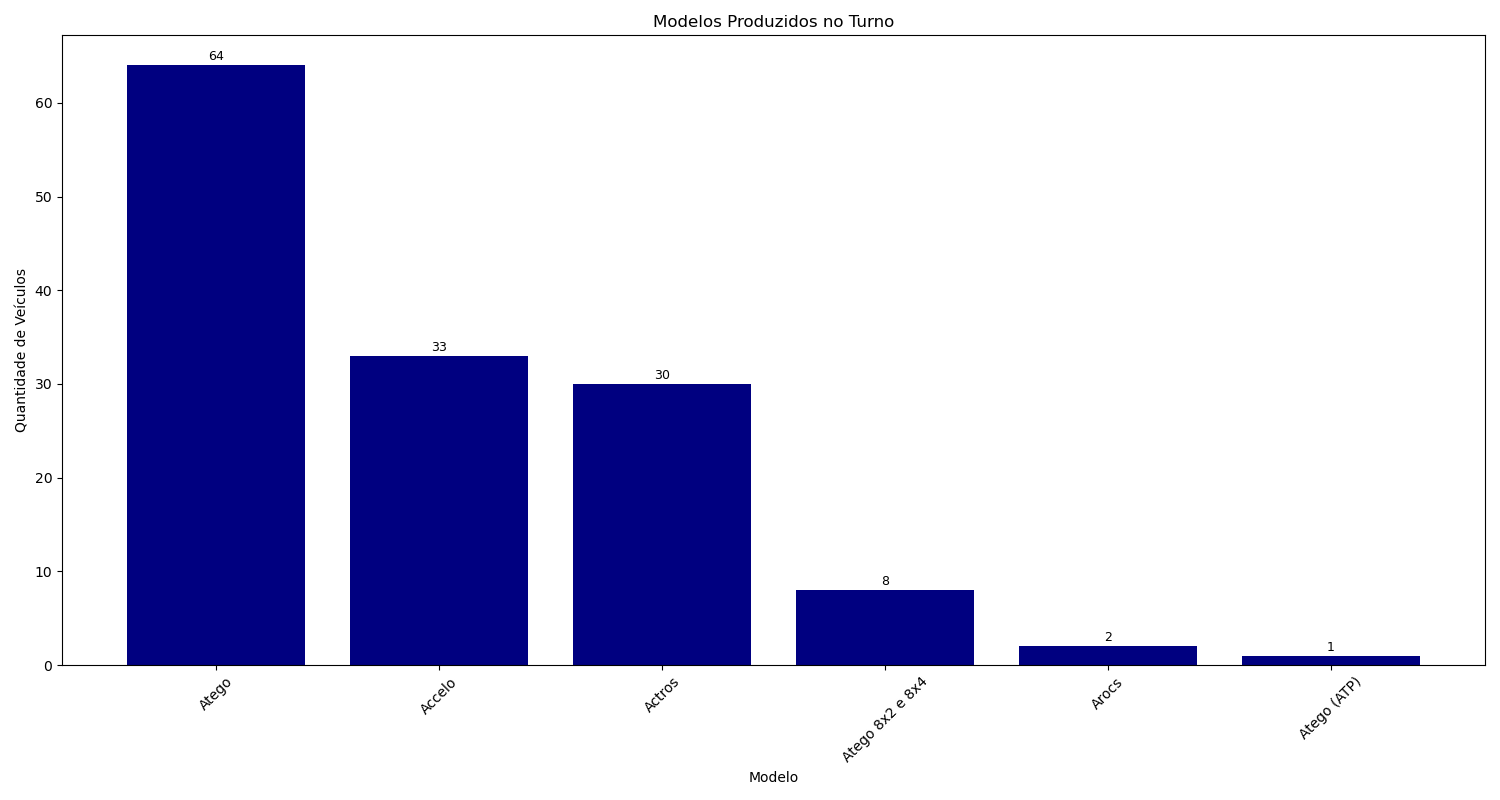 Modelos Produzidos no Turno
Quantidade de Veículos
60
50
40
30
20
10
0
64
33
30
8
2
1
Atego
Accelo
Actros
Atego 8x2 e 8x4
Arocs
Atego (ATP)
Modelo